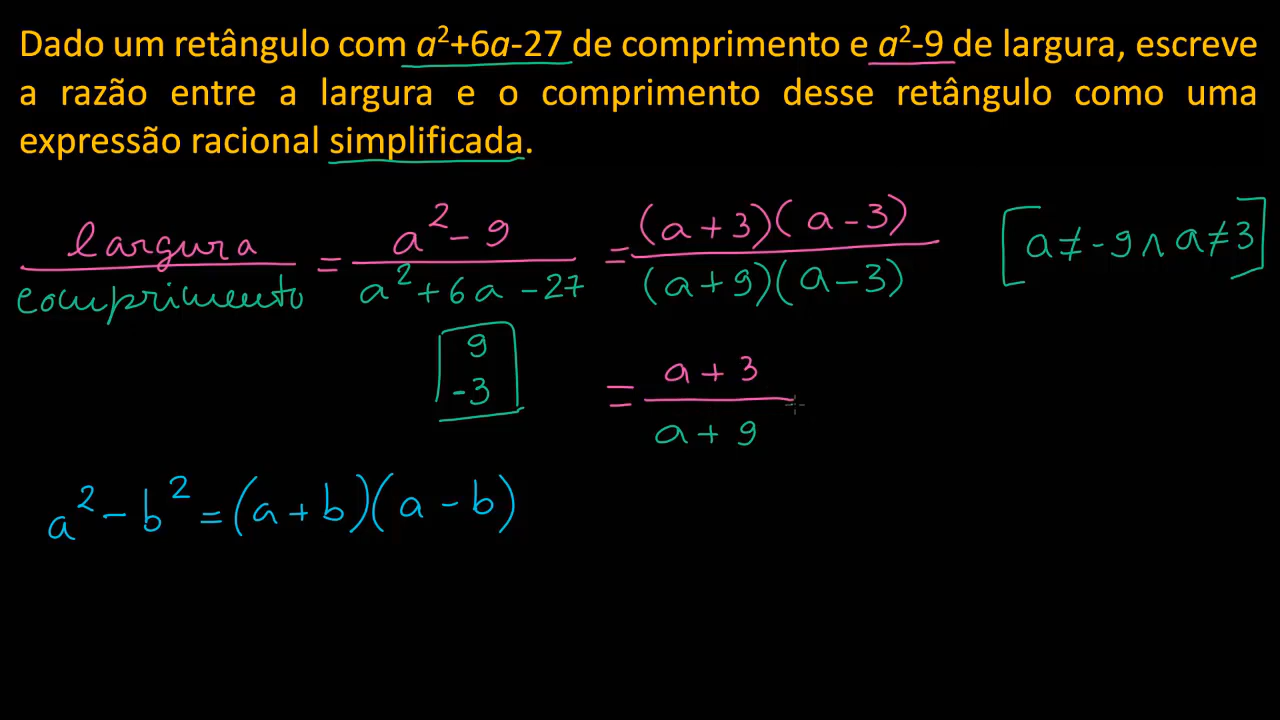 Dado um retângulo com a²+6a-27 de comprimento e a²-9 de largura, escreve
a razão entre a largura e o comprimento desse retângulo como uma
expressão racional simplificada.
largura / comprimento = a² - 9 / a² + 6a - 27 = (a + 3)(a - 3) / (a + 9)(a - 3) [a ≠ -9 ∧ a ≠ 3]
9
-3
= a + 3 / a + 9
a² - b² = (a + b)(a - b)